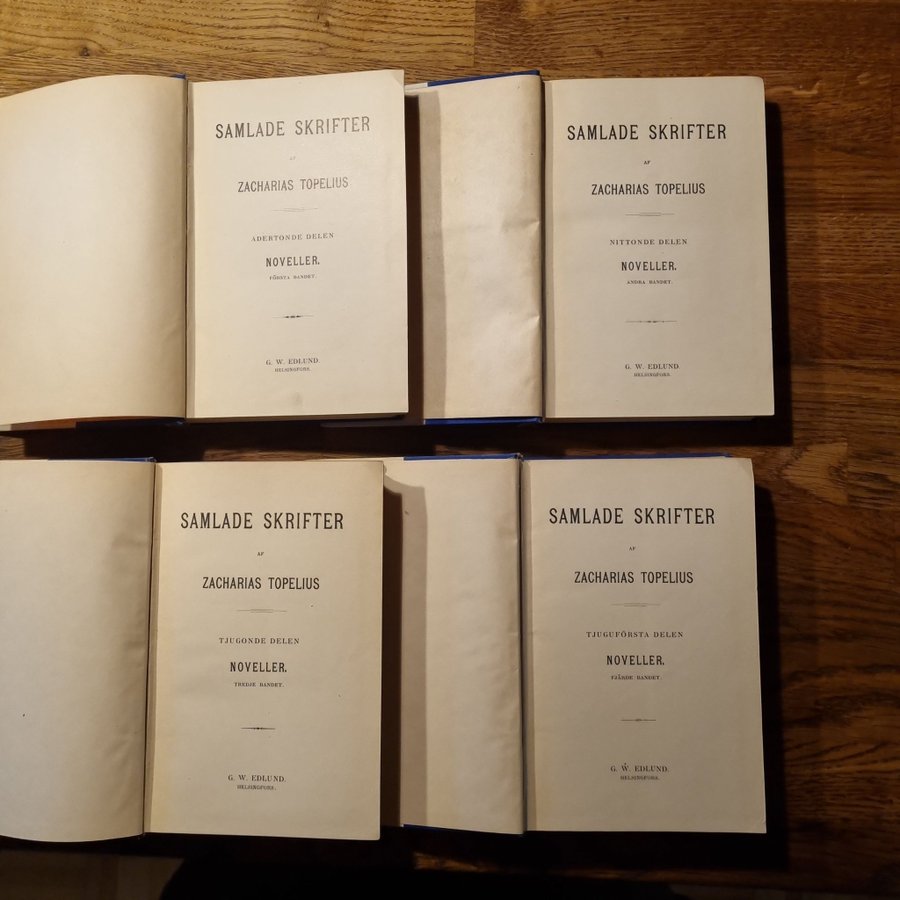 SAMLADE SKRIFTER
AF
ZACHARIAS TOPELIUS
ADERTONDE DELEN
NOVELLER.
FÖRSTA BANDET.
G. W. EDLUND.
HELSINGFORS.
SAMLADE SKRIFTER
AF
ZACHARIAS TOPELIUS
NITTONDE DELEN
NOVELLER.
ANDRA BANDET.
G. W. EDLUND.
HELSINGFORS.
SAMLADE SKRIFTER
AF
ZACHARIAS TOPELIUS
TJUGONDE DELEN
NOVELLER.
TREDJE BANDET.
G. W. EDLUND.
HELSINGFORS.
SAMLADE SKRIFTER
AF
ZACHARIAS TOPELIUS
TJUGUFÖRSTA DELEN
NOVELLER.
FJÄRDE BANDET.
G. W. EDLUND.
HELSINGFORS.